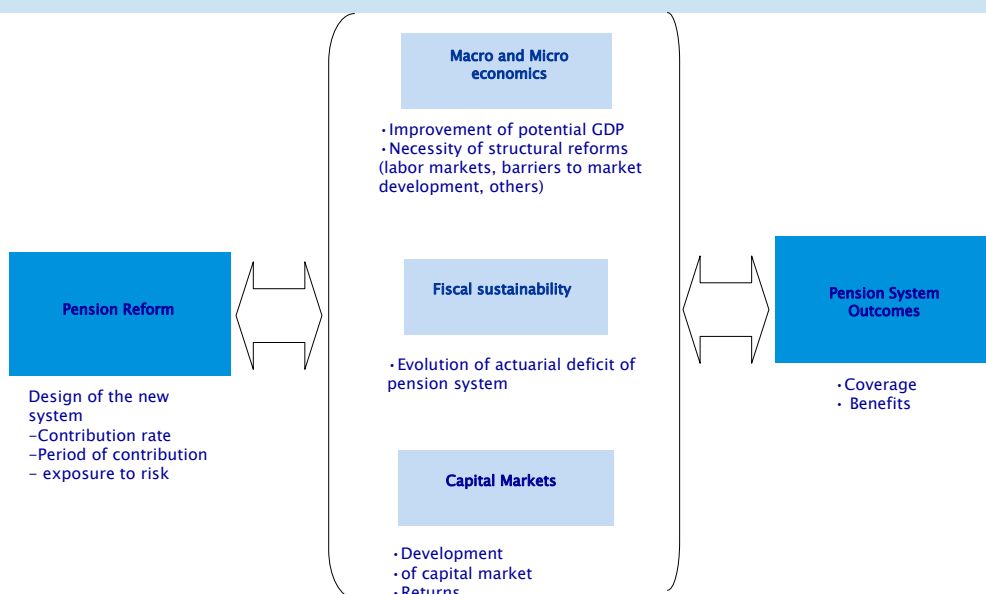 Macro and Micro
economics
•Improvement of potential GDP
•Necessity of structural reforms
(labor markets, barriers to market
development, others)
Pension Reform
Design of the new
system
–Contribution rate
–Period of contribution
– exposure to risk
Fiscal sustainability
•Evolution of actuarial deficit of
pension system
Capital Markets
•Development
•of capital market
•Returns
Pension System
Outcomes
•Coverage
• Benefits